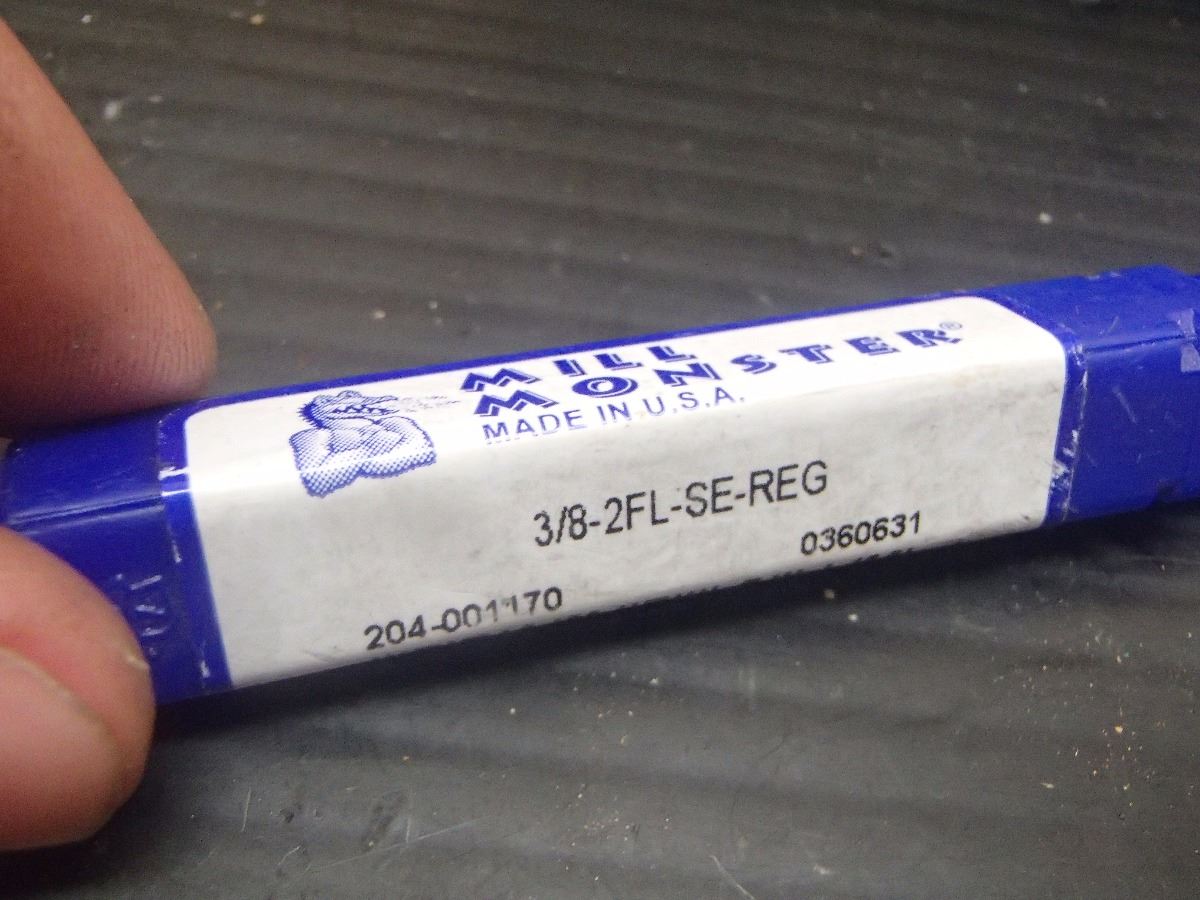 MILL
MONSTER®
MADE IN U.S.A.
3/8-2FL-SE-REG
0360631
204-001170